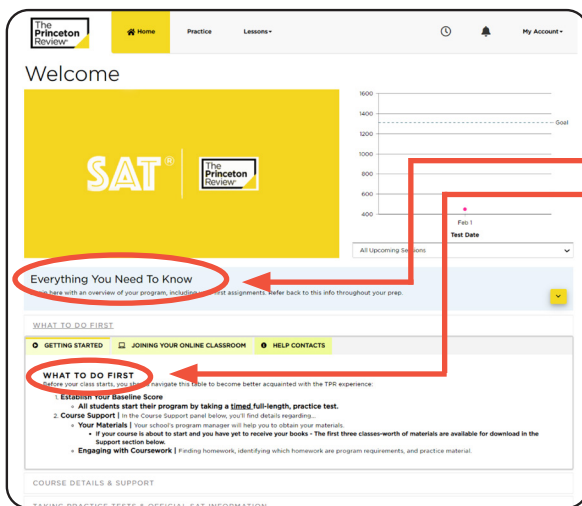 The
Princeton
Review®
Home
Practice
Lessons
My Account
Welcome
SAT®
The
Princeton
Review®
1600
1400
1200
1000
800
600
400
Goal
Feb 1
Test Date
All Upcoming Sessions
Everything You Need To Know
here with an overview of your program, including your first assignments. Refer back to this info throughout your prep.
WHAT TO DO FIRST
GETTING STARTED
JOINING YOUR ONLINE CLASSROOM
HELP CONTACTS
WHAT TO DO FIRST
Before your class starts, you should navigate this table to become better acquainted with the TPR experience:
1. Establish Your Baseline Score
All students start their program by taking a timed full-length, practice test.
2. Course Support | In the Course Support panel below, you'll find details regarding...
Your Materials | Your school's program manager will help you to obtain your materials.
If your course is about to start and you have yet to receive your books - The first three classes-worth of materials are available for download in the
Support section below.
Engaging with Coursework | Finding homework, identifying which homework are program requirements, and practice material.
COURSE DETAILS & SUPPORT
TAKING PRACTICE TESTS & OFFICIAL SAT INFORMATION